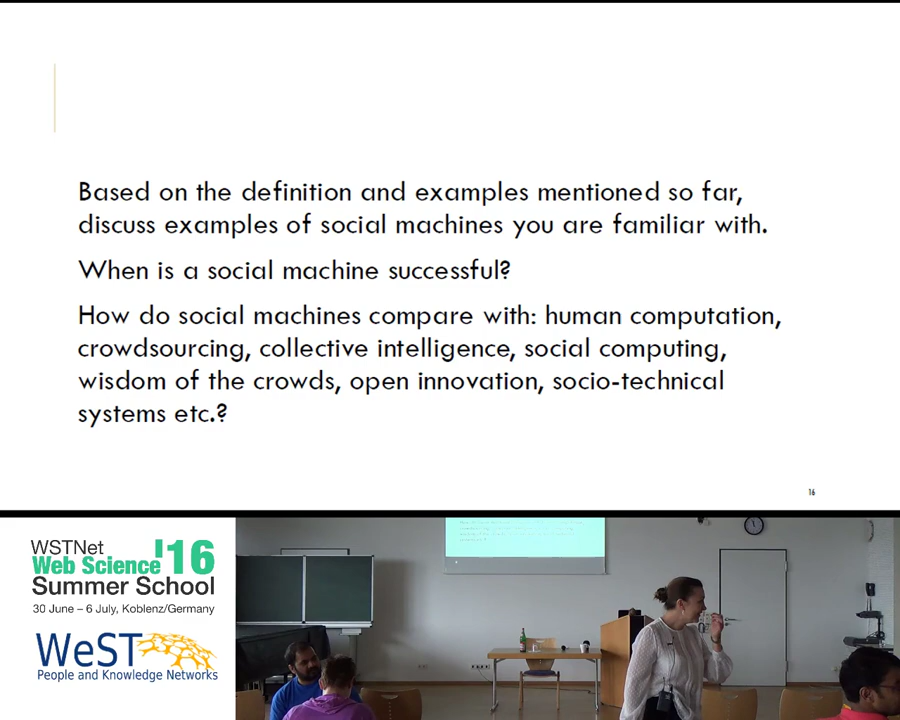 Based on the definition and examples mentioned so far,
discuss examples of social machines you are familiar with.
When is a social machine successful?
How do social machines compare with: human computation,
crowdsourcing, collective intelligence, social computing,
wisdom of the crowds, open innovation, socio-technical
systems etc.?
16
WSTNet
Web Science '16
Summer School
30 June – 6 July, Koblenz/Germany
WeST
People and Knowledge Networks